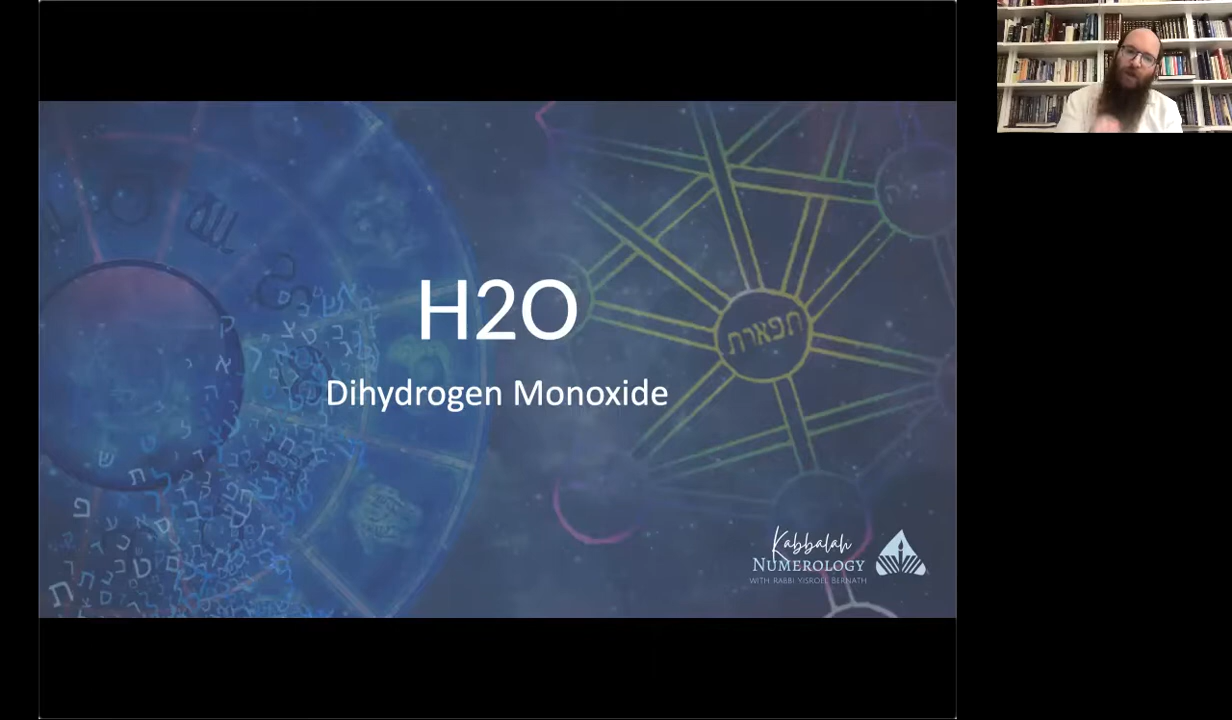 H2O
Dihydrogen Monoxide
תפארת
Kabbalah
NUMEROLOGY
WITH RABBI YISROEL BERNATH